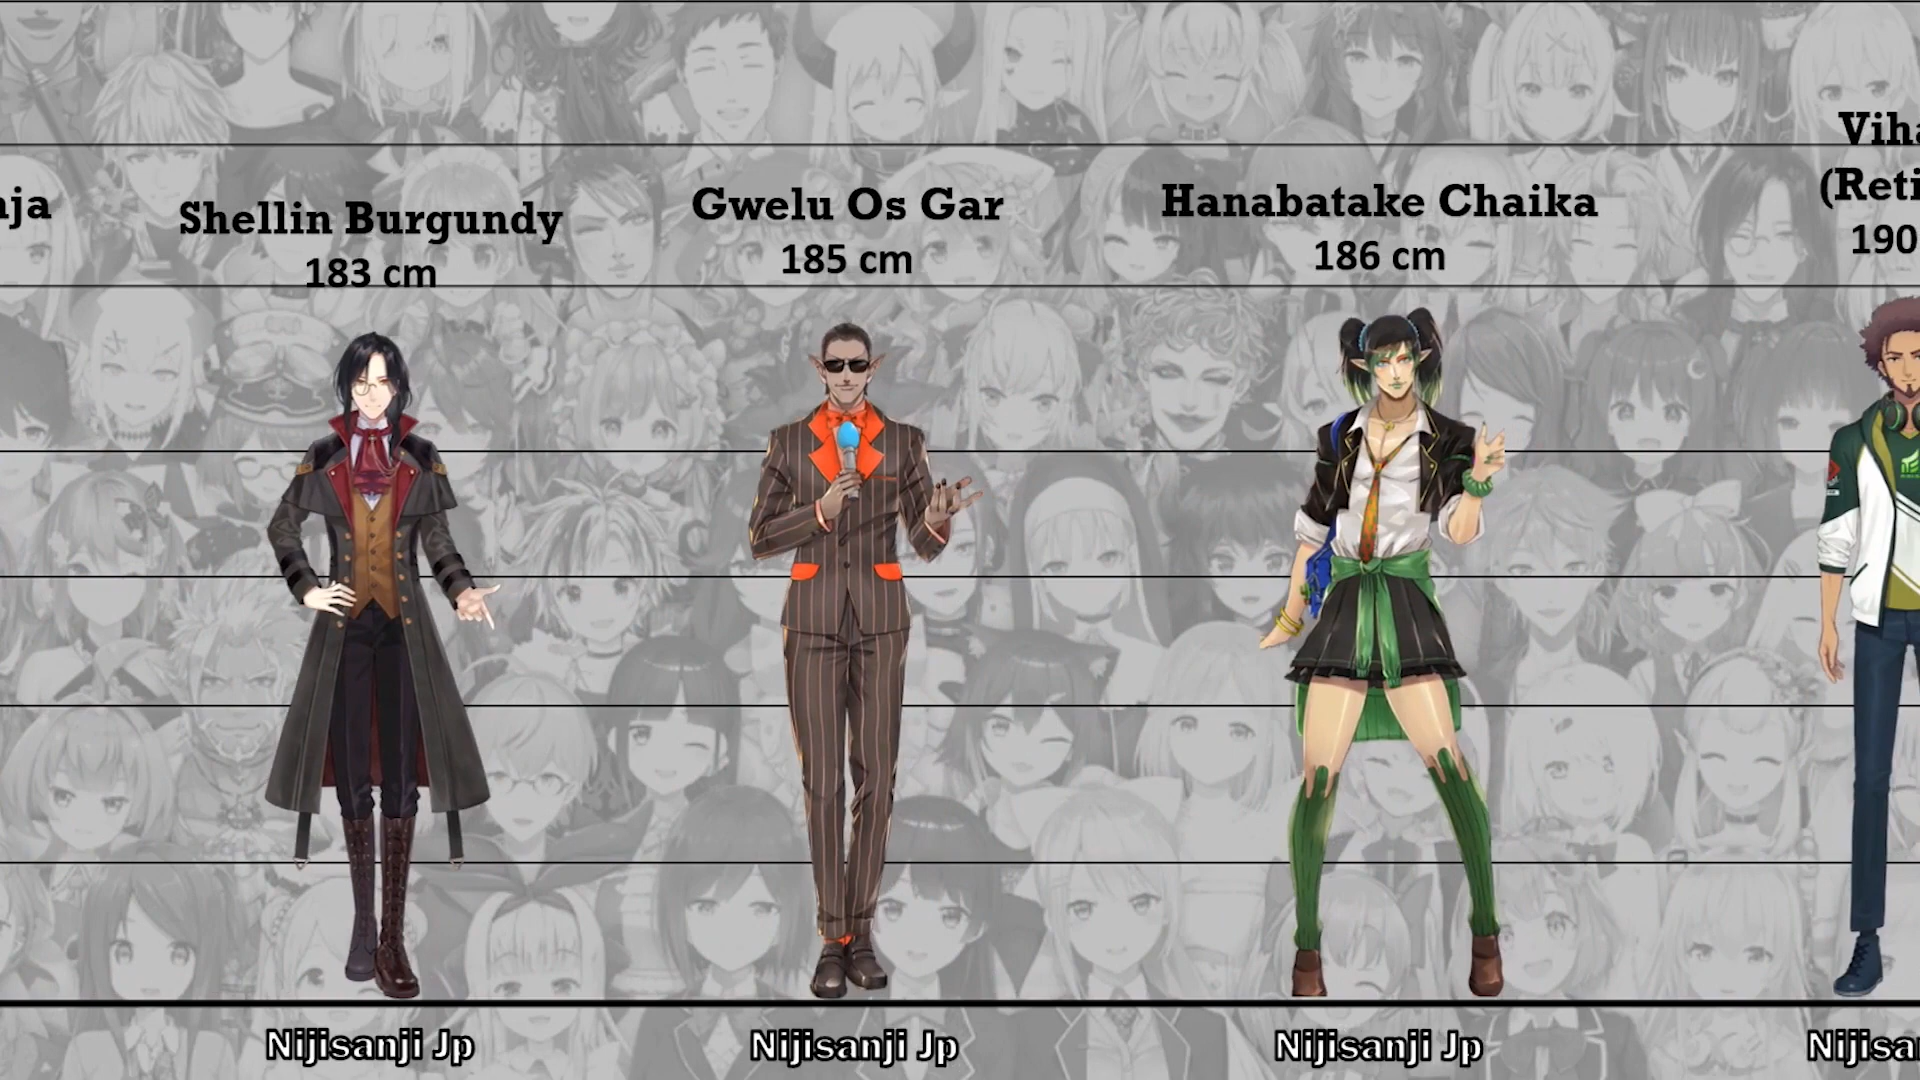 Shellin Burgundy
183 cm
Gwelu Os Gar
185 cm
Hanabatake Chaika
186 cm
190
Nijisanji Jp
Nijisanji Jp
Nijisanji Jp